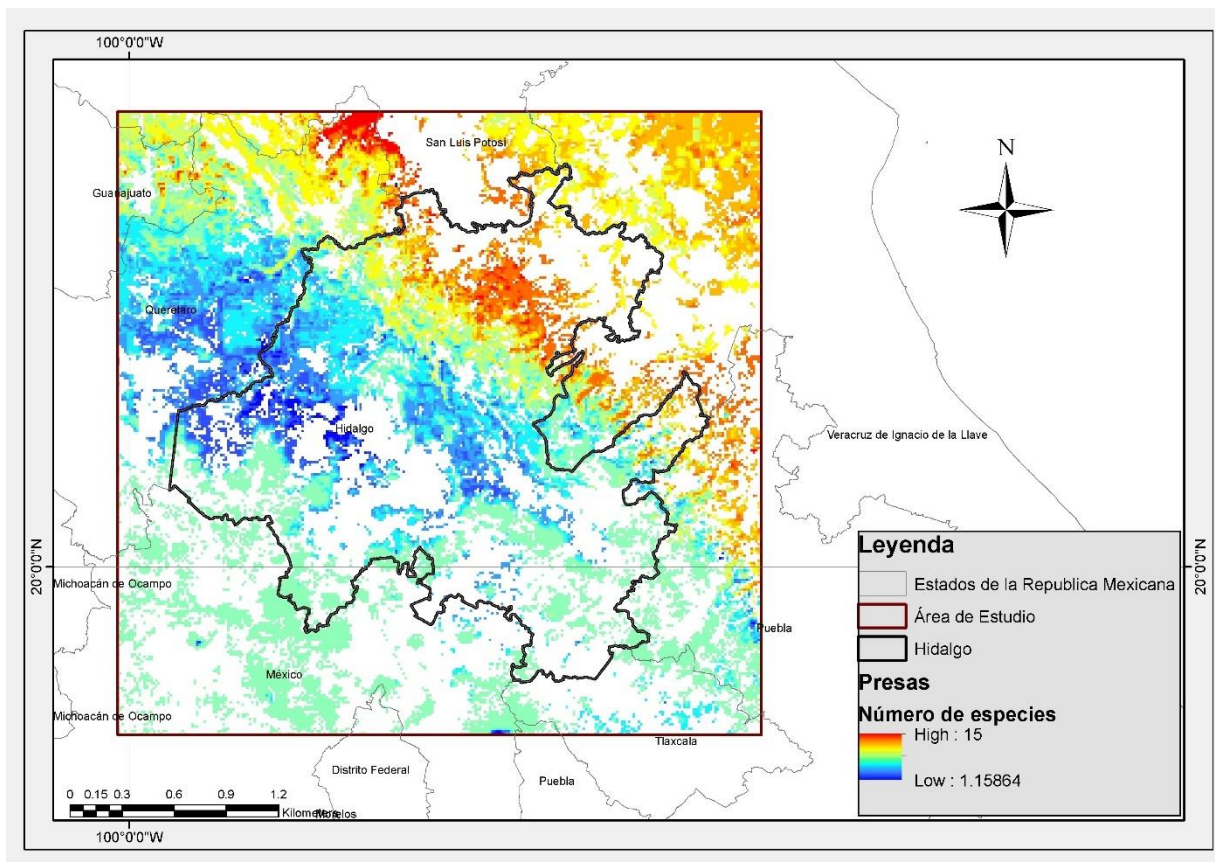 100°0'0"W
San Luis Potosí
N
Guanajuato
Querétaro
Hidalgo
Veracruz de Ignacio de la Llave
20°0'0"N
20°0'0"N
Michoacán de Ocampo
Puebla
México
Michoacán de Ocampo
Tlaxcala
Distrito Federal
Puebla
Leyenda
Estados de la Republica Mexicana
Área de Estudio
Hidalgo
Presas
Número de especies
High : 15
Low : 1.15864
0 0.15 0.3 0.6 0.9 1.2
Kilometers
Morelos
100°0'0"W